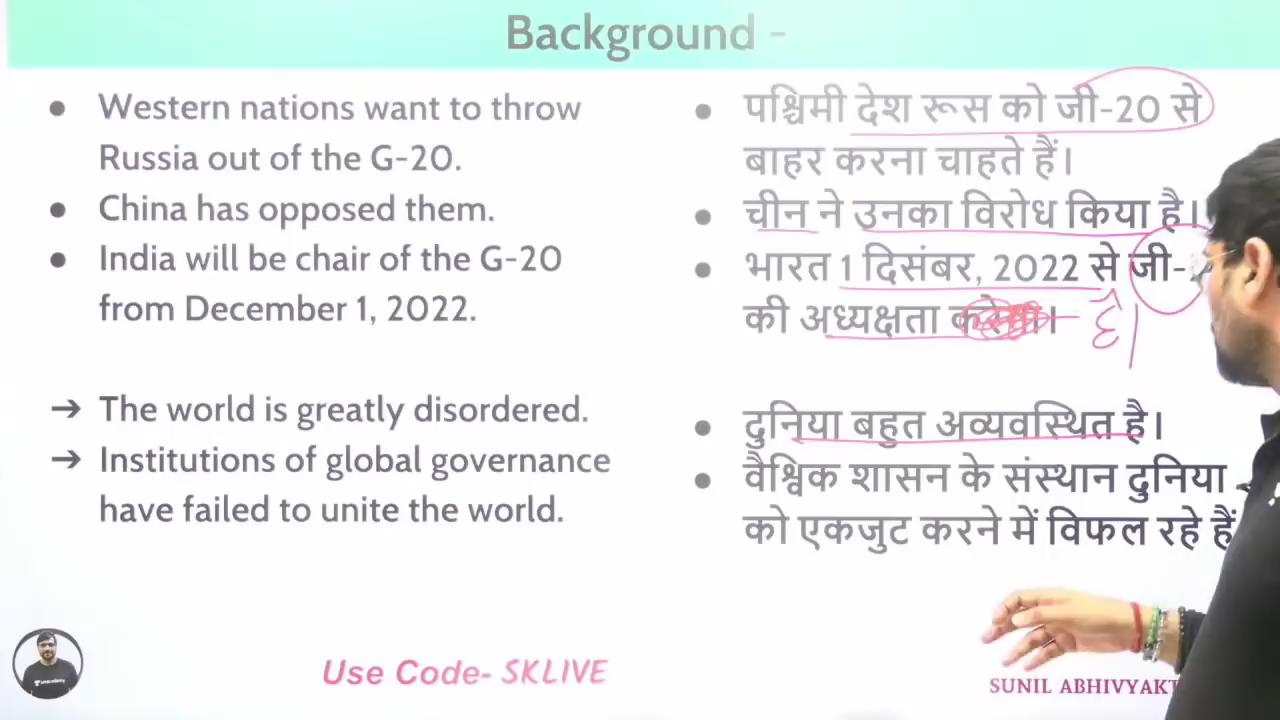 Background -
Western nations want to throw
Russia out of the G-20.
China has opposed them.
India will be chair of the G-20
from December 1, 2022.
➔ The world is greatly disordered.
➔ Institutions of global governance
have failed to unite the world.
पश्चिमी देश रूस को जी-20 से
बाहर करना चाहते हैं।
चीन ने उनका विरोध किया है।
भारत 1 दिसंबर, 2022 से जी-
की अध्यक्षता
है।
दुनिया बहुत अव्यवस्थित है।
वैश्विक शासन के संस्थान दुनिया
को एकजुट करने में विफल रहे हैं
Use Code- SKLIVE
SUNIL ABHIVYAKT